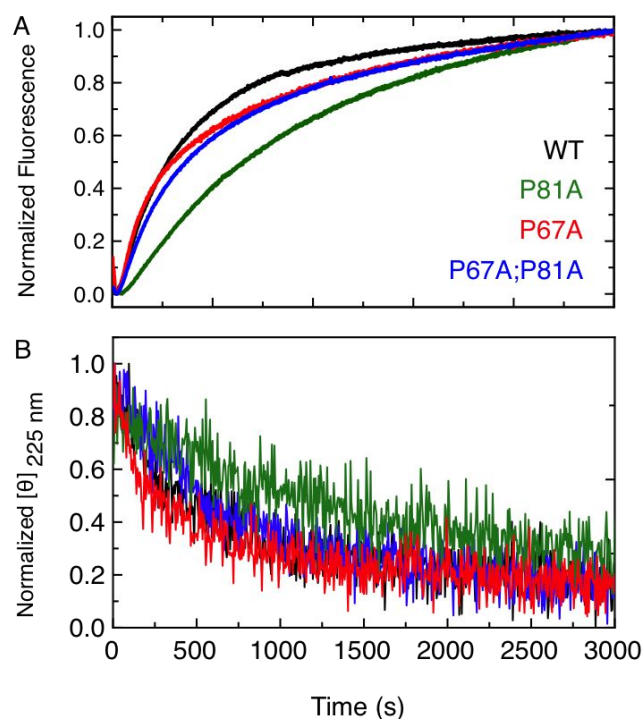 A
Normalized Fluorescence
1.0
0.8
0.6
0.4
0.2
0.0
WT
P81A
P67A
P67A;P81A
B
Normalized [θ] 225 nm
1.0
0.8
0.6
0.4
0.2
0.0
0 500 1000 1500 2000 2500 3000
Time (s)